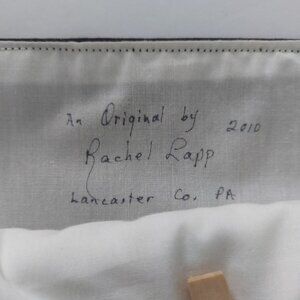 An Original by 2010
Rachel Lapp
Lancaster Co. PA